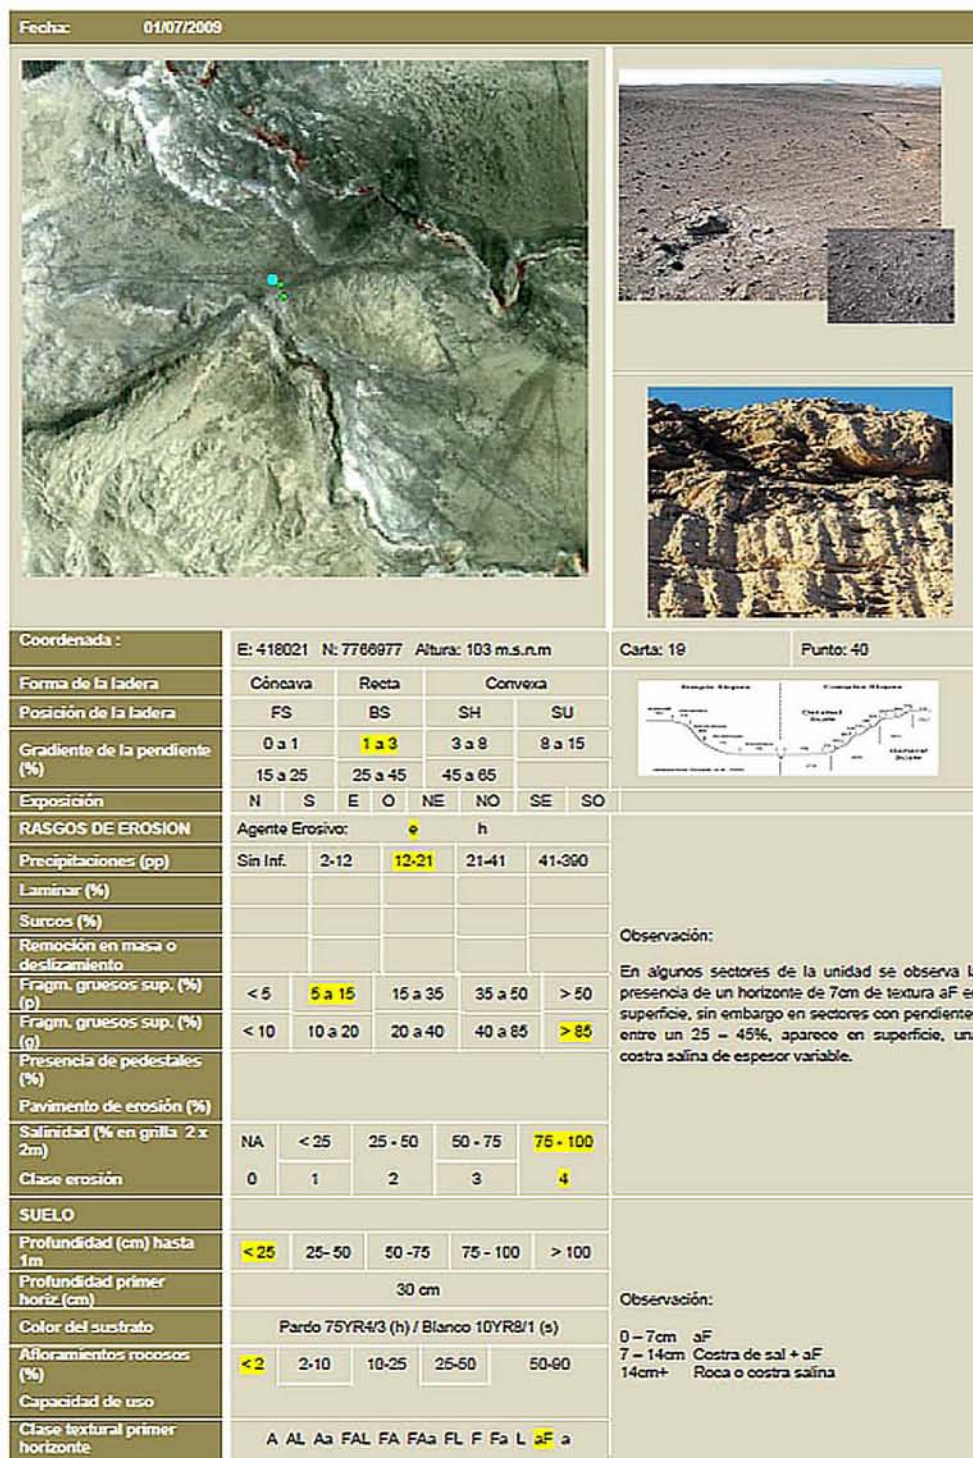 Fecha: 01/07/2009
Coordenada : E: 418021 N: 7766977 Altura: 103 m.s.n.m Carta: 19 Punto: 40
Forma de la ladera Cóncava Recta Convexa
Posición de la ladera FS BS SH SU
Gradiente de la pendiente (%) 0 a 1 1 a 3 3 a 8 8 a 15
15 a 25 25 a 45 45 a 65
Exposición N S E O NE NO SE SO
RASGOS DE EROSION Agente Erosivo: e h
Precipitaciones (pp) Sin Inf. 2-12 12-21 21-41 41-390
Laminar (%)
Surcos (%)
Remoción en masa o
deslizamiento
Fragm. gruesos sup. (%)
(p) < 5 5 a 15 15 a 35 35 a 50 > 50
Fragm. gruesos sup. (%)
(g) < 10 10 a 20 20 a 40 40 a 85 > 85
Presencia de pedestales
(%)
Pavimento de erosión (%)
Salinidad (% en grilla 2 x
2m) NA < 25 25 - 50 50 - 75 75 - 100
Clase erosión 0 1 2 3 4
Observación:
En algunos sectores de la unidad se observa
presencia de un horizonte de 7cm de textura aF
superficie, sin embargo en sectores con pendiente
entre un 25 – 45%, aparece en superficie,
costra salina de espesor variable.
SUELO
Profundidad (cm) hasta
1m < 25 25- 50 50 -75 75 - 100 > 100
Profundidad primer
horiz.(cm) 30 cm
Color del sustrato Pardo 75YR4/3 (h) / Blanco 10YR8/1 (s)
Afloramientos rocosos
(%) < 2 2-10 10-25 25-50 50-90
Capacidad de uso
Clase textural primer
horizonte A AL Aa FAL FA FAa FL F Fa L aF a
Observación:
0 – 7cm aF
7 – 14cm Costra de sal + aF
14cm+ Roca o costra salina